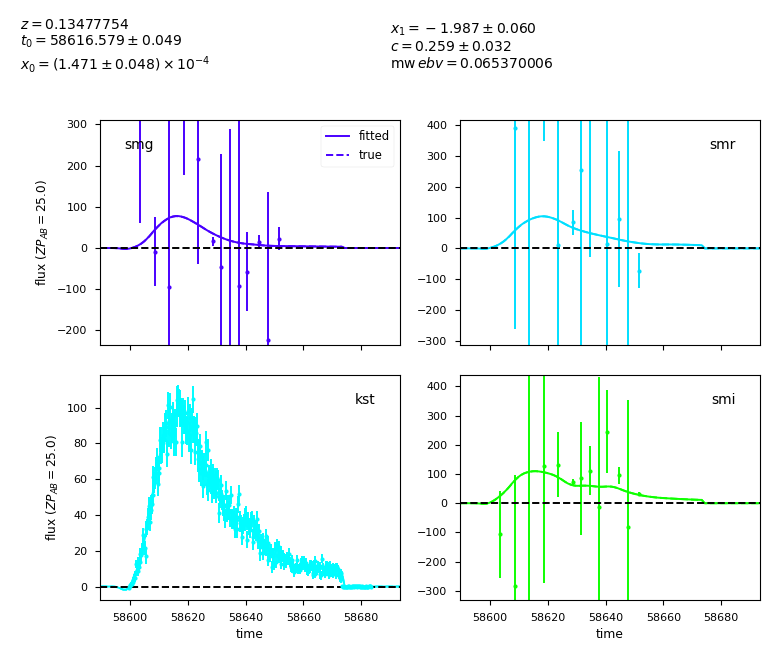 z = 0.13477754
t₀ = 58616.579 ± 0.049
x₀ = (1.471 ± 0.048) × 10⁻⁴
x₁ = −1.987 ± 0.060
c = 0.259 ± 0.032
mw ebv = 0.065370006
smg
fitted
true
300
200
100
0
−100
−200
flux (ZP_AB = 25.0)
smr
400
300
200
100
0
−100
−200
−300
kst
100
80
60
40
20
0
flux (ZP_AB = 25.0)
58600 58620 58640 58660 58680
time
smi
400
300
200
100
0
−100
−200
−300
58600 58620 58640 58660 58680
time